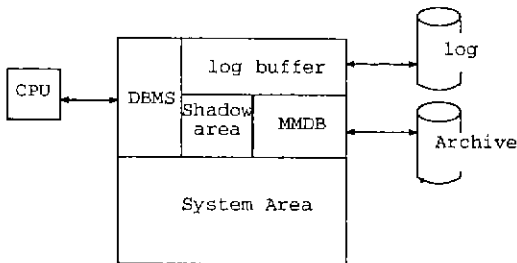 log buffer
log
CPU
DBMS
Shadow
area
MMDB
Archive
System Area